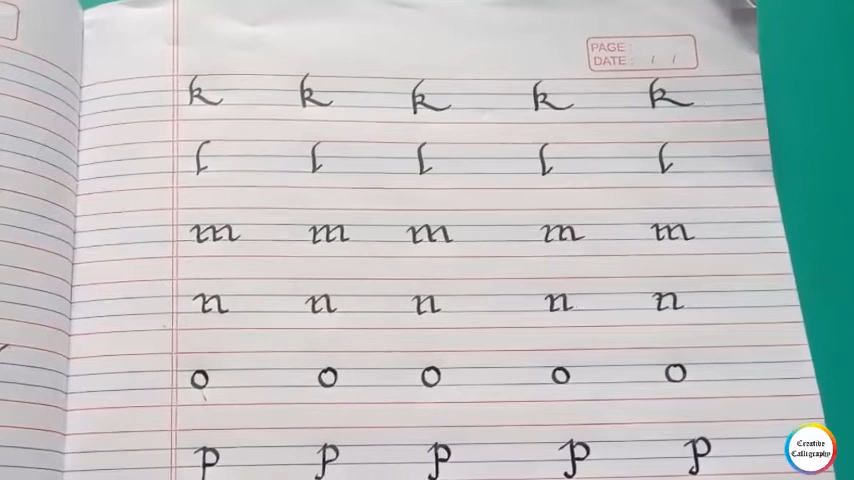 PAGE :
DATE : / /
k k k k k
l l l l l
m m m m m
n n n n n
o o o o o
p p p p p
Creative
Calligraphy